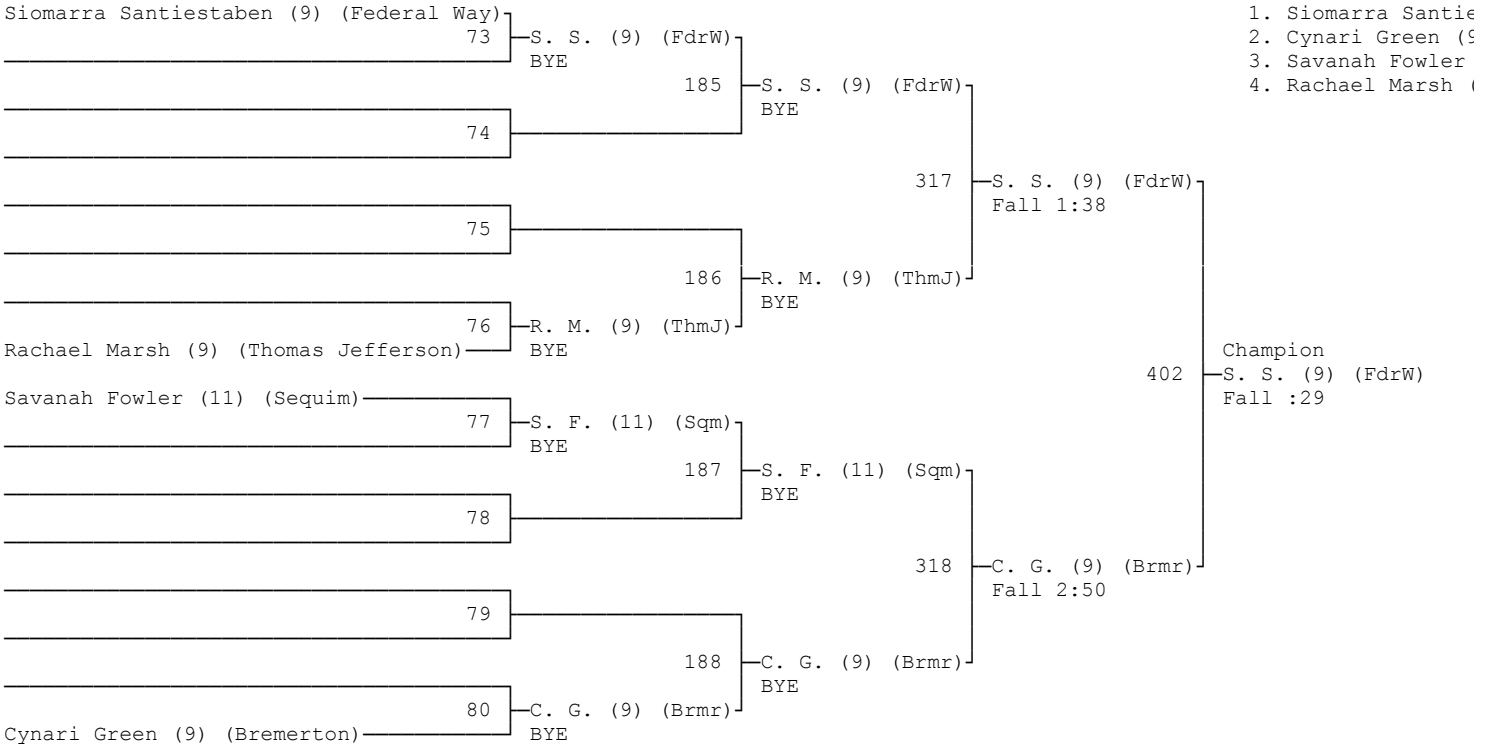 Siomarra Santiestaben (9) (Federal Way) 1. Siomarra Santie
73 S. S. (9) (FdrW) 2. Cynari Green (9
BYE 3. Savanah Fowler
185 S. S. (9) (FdrW) 4. Rachael Marsh (
BYE
74
317 S. S. (9) (FdrW)
Fall 1:38
75
186 R. M. (9) (ThmJ)
BYE
76 R. M. (9) (ThmJ)
Rachael Marsh (9) (Thomas Jefferson) BYE Champion
402 S. S. (9) (FdrW)
Savanah Fowler (11) (Sequim) Fall :29
77 S. F. (11) (Sqm)
BYE
187 S. F. (11) (Sqm)
BYE
78
318 C. G. (9) (Brmr)
Fall 2:50
79
188 C. G. (9) (Brmr)
BYE
80 C. G. (9) (Brmr)
Cynari Green (9) (Bremerton) BYE